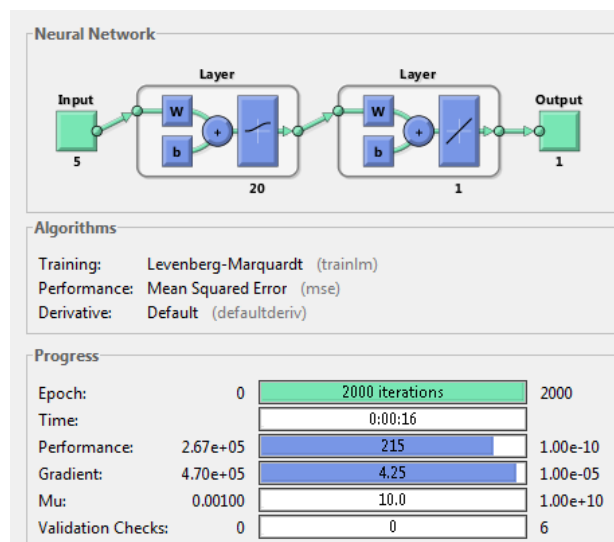 Neural Network
Layer Layer
Input Output
W W
+ +
b b
5 1
20 1
Algorithms
Training: Levenberg-Marquardt (trainlm)
Performance: Mean Squared Error (mse)
Derivative: Default (defaultderiv)
Progress
Epoch: 0 2000 iterations 2000
Time: 0:00:16
Performance: 2.67e+05 215 1.00e-10
Gradient: 4.70e+05 4.25 1.00e-05
Mu: 0.00100 10.0 1.00e+10
Validation Checks: 0 0 6